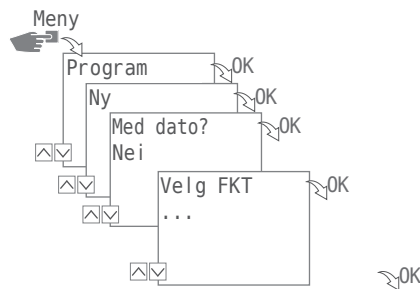 Meny
Program
OK
Ny
OK
Med dato?
OK
Nei
Velg FKT
OK
...
OK